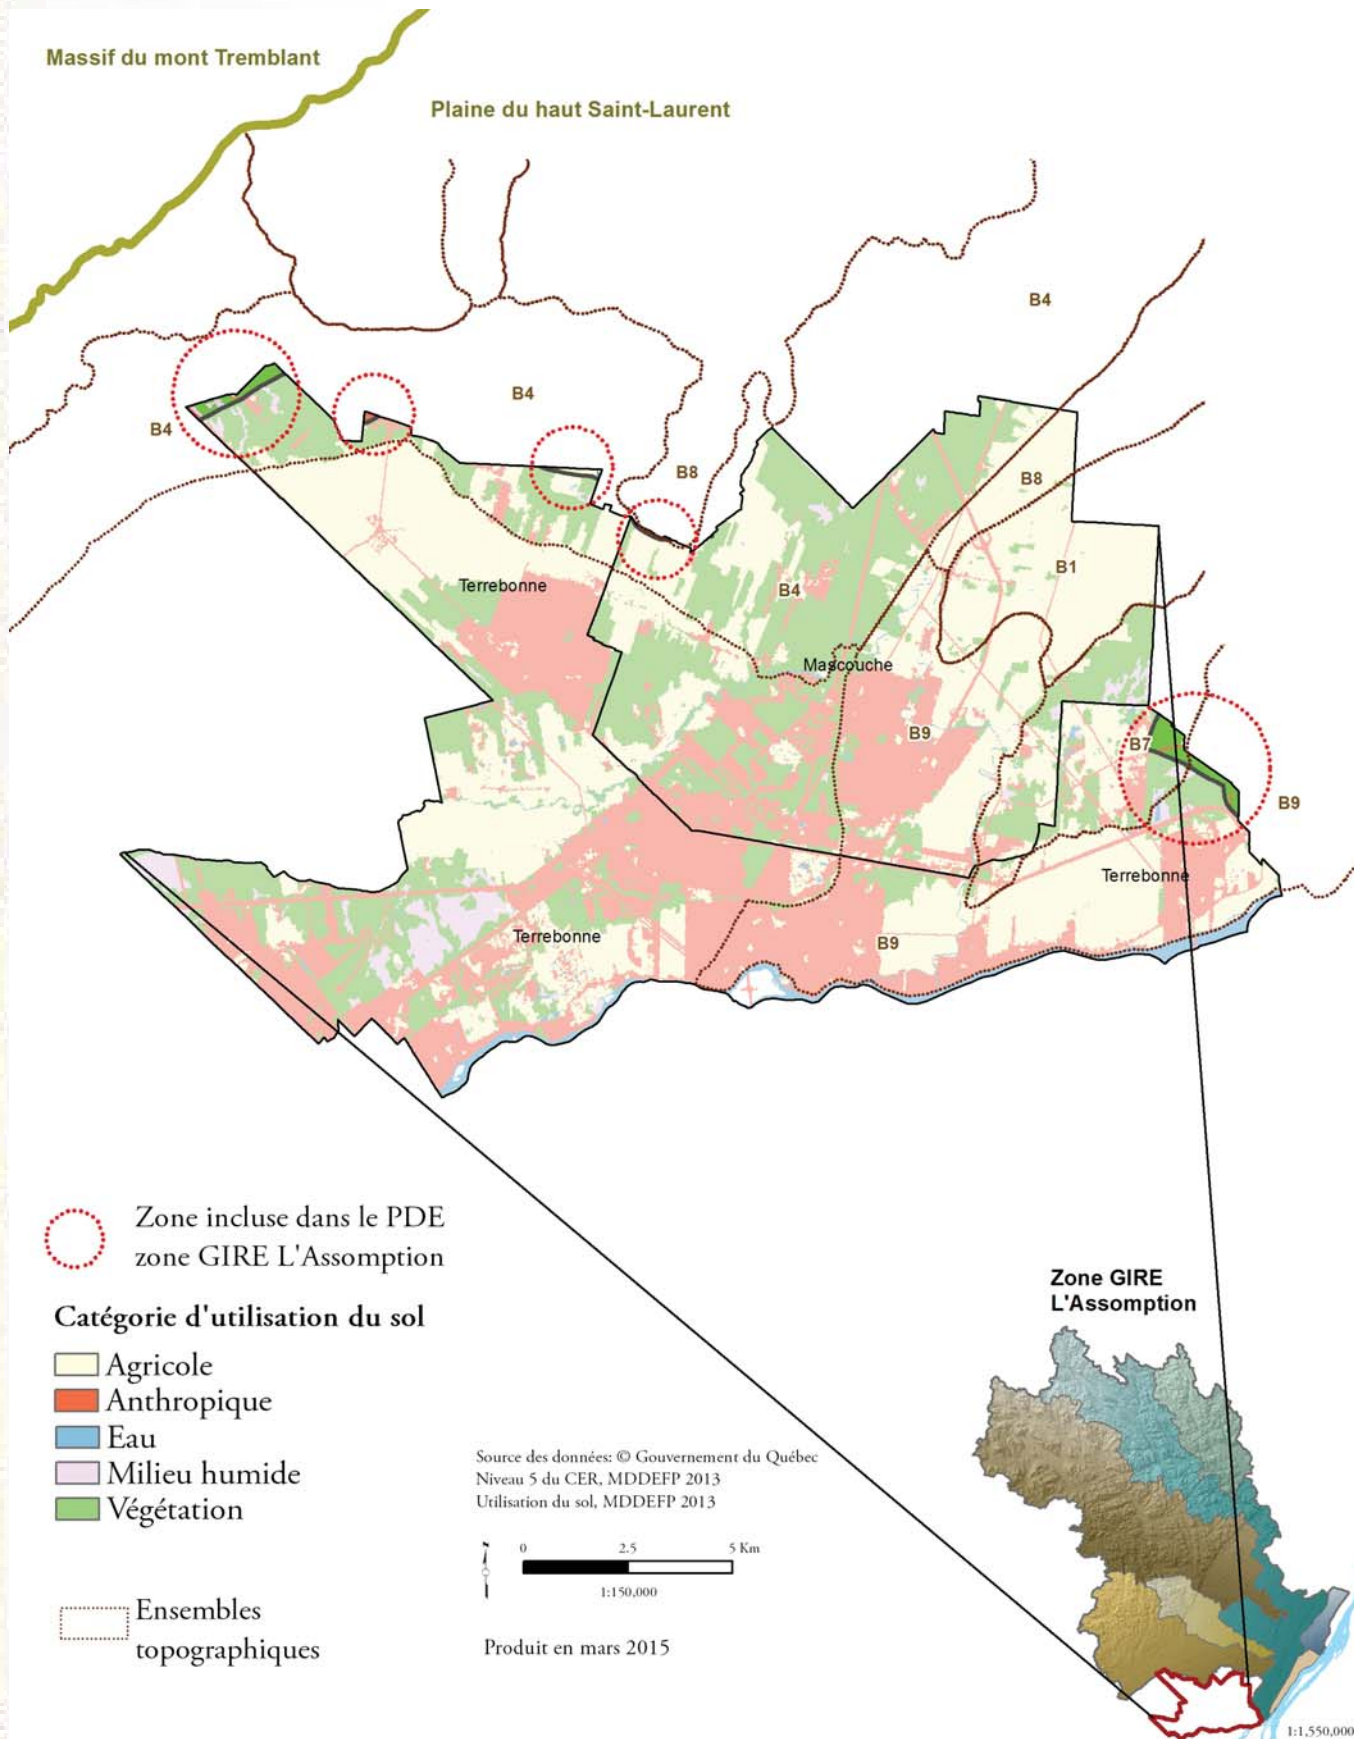 Massif du mont Tremblant
Plaine du haut Saint-Laurent
B4
B4
B4
B8
B8
B1
Terrebonne
B4
Mascouche
B9
B7
B9
Terrebonne
Terrebonne
B9
Zone incluse dans le PDE
zone GIRE L'Assomption
Catégorie d'utilisation du sol
Agricole
Anthropique
Eau
Milieu humide
Végétation
Ensembles
topographiques
Source des données: © Gouvernement du Québec
Niveau 5 du CER, MDDEFP 2013
Utilisation du sol, MDDEFP 2013
N
0 2.5 5 Km
1:150,000
Produit en mars 2015
Zone GIRE
L'Assomption
1:1,550,000